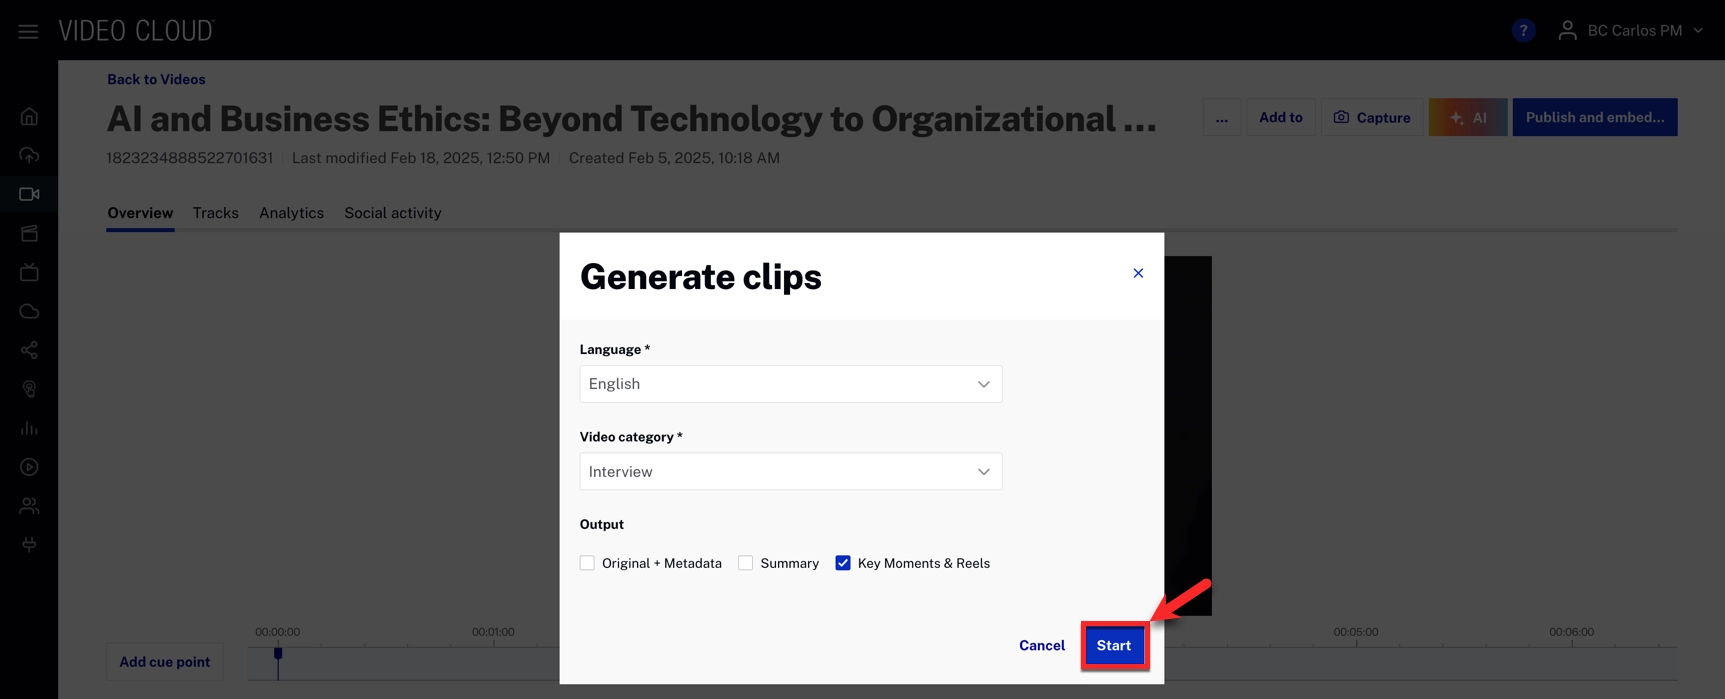 VIDEO CLOUD
?
BC Carlos PM
Back to Videos
AI and Business Ethics: Beyond Technology to Organizational ...
...
Add to
Capture
AI
Publish and embed...
1823234888522701631
Last modified Feb 18, 2025, 12:50 PM
Created Feb 5, 2025, 10:18 AM
Overview
Tracks
Analytics
Social activity
Generate clips
Language *
English
Video category *
Interview
Output
Original + Metadata
Summary
Key Moments & Reels
Cancel
Start
00:00:00
00:01:00
00:05:00
00:06:00
Add cue point